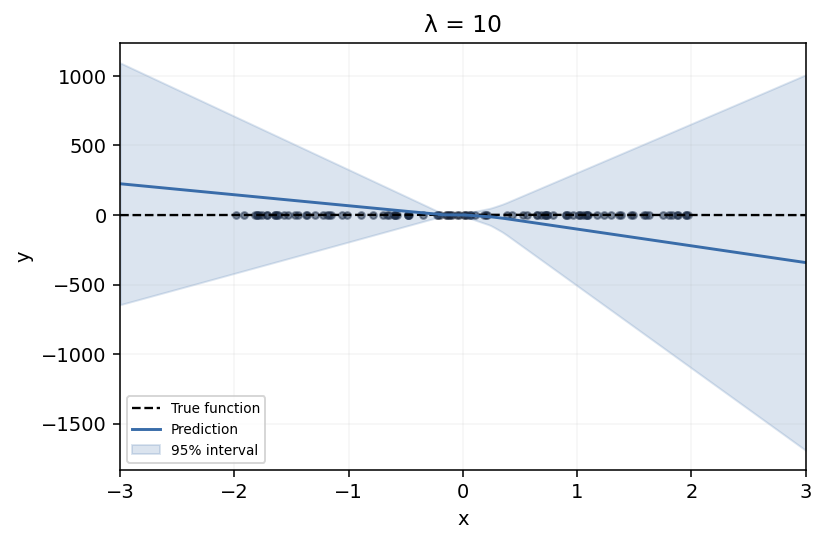 λ = 10
1000
500
0
−500
−1000
−1500
y
True function
Prediction
95% interval
−3 −2 −1 0 1 2 3
x